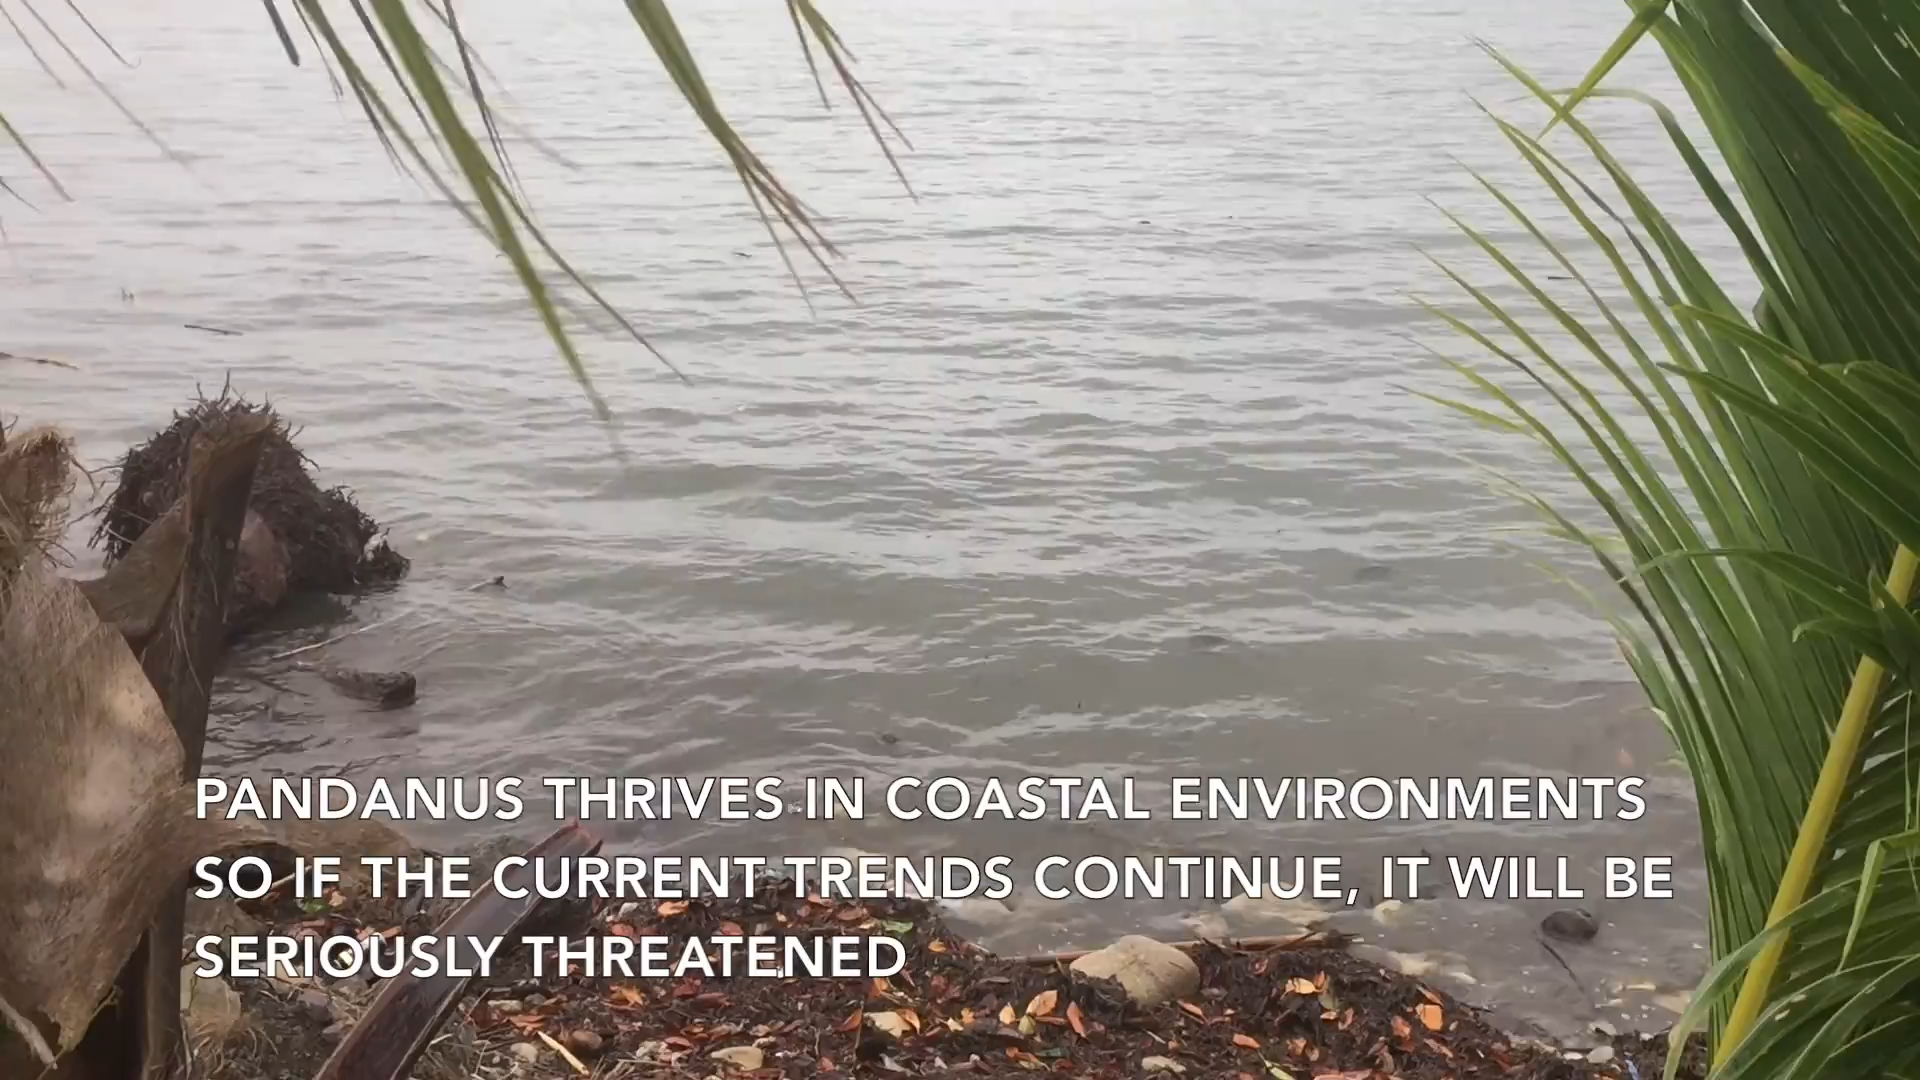 PANDANUS THRIVES IN COASTAL ENVIRONMENTS
SO IF THE CURRENT TRENDS CONTINUE, IT WILL BE
SERIOUSLY THREATENED